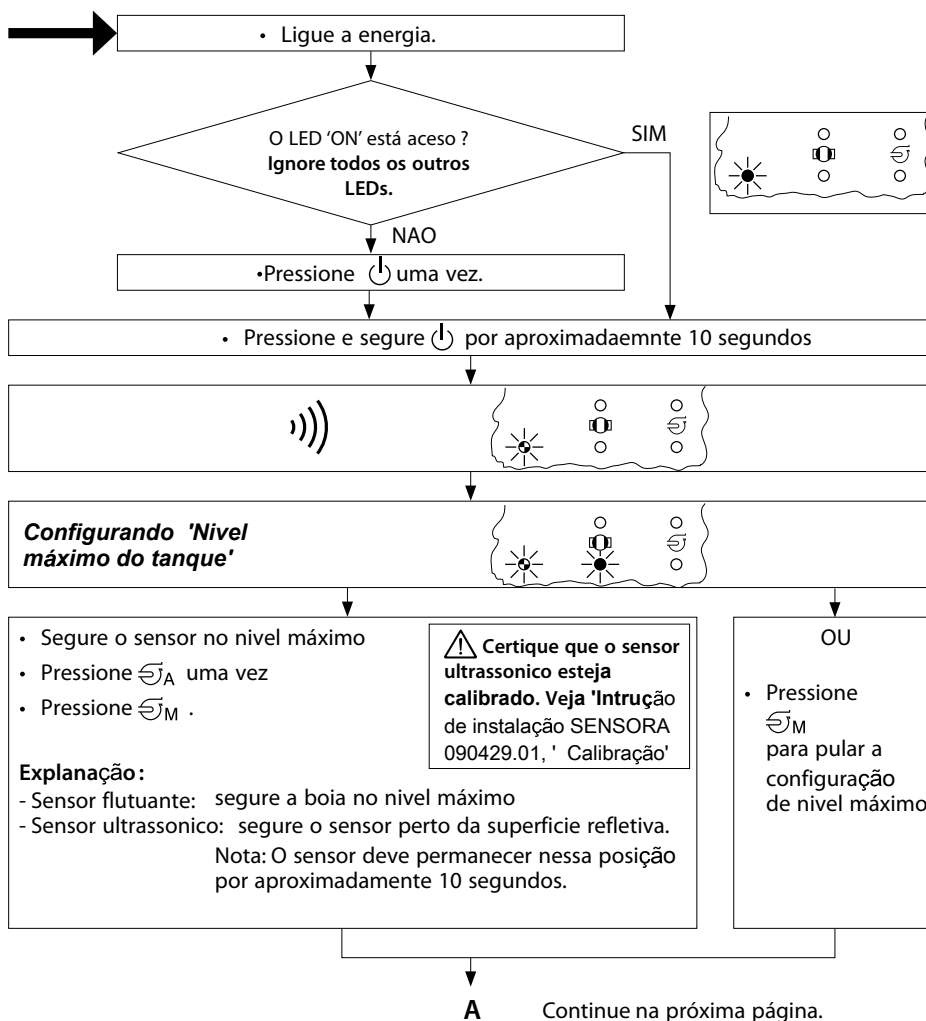 • Ligue a energia.
O LED ‘ON’ está aceso ?
Ignore todos os outros
LEDs.
SIM
NAO
•Pressione uma vez.
• Pressione e segure por aproximadaemnte 10 segundos
Configurando 'Nivel
máximo do tanque'
• Segure o sensor no nivel máximo
• Pressione A uma vez
• Pressione M .
Certique que o sensor
ultrassonico esteja
calibrado. Veja 'Intrução
de instalação SENSORA
090429.01, ' Calibração'
Explanação:
- Sensor flutuante: segure a boia no nivel máximo
- Sensor ultrassonico: segure o sensor perto da superficie refletiva.
Nota: O sensor deve permanecer nessa posição
por aproximadamente 10 segundos.
OU
• Pressione
M
para pular a
configuração
de nivel máximo
A Continue na próxima página.